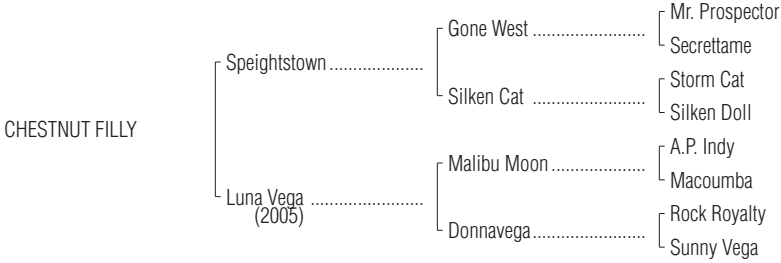 Mr. Prospector
Gone West ........................
Secrettame
Speightstown ....................
Storm Cat
Silken Cat ........................
Silken Doll
CHESTNUT FILLY
A.P. Indy
Malibu Moon ....................
Macoumba
Luna Vega ........................
(2005)
Rock Royalty
Donnavega ........................
Sunny Vega